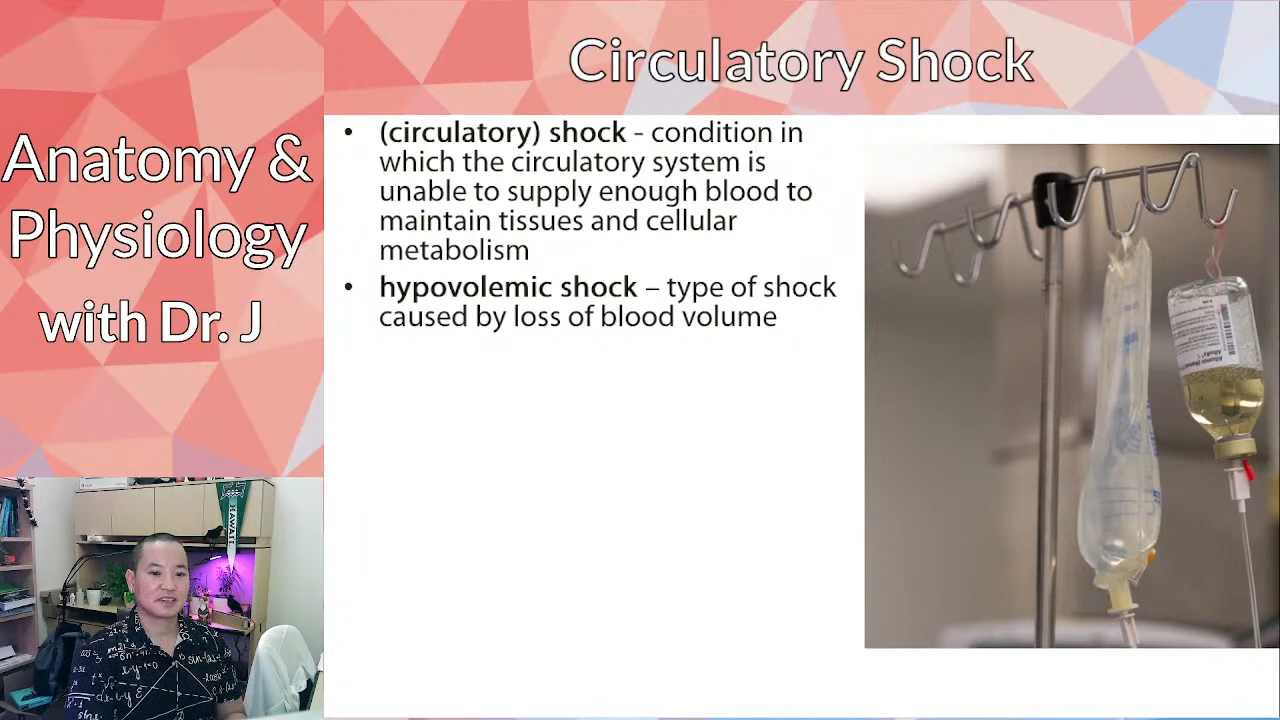 Circulatory Shock
Anatomy &
Physiology
with Dr. J
• (circulatory) shock - condition in
which the circulatory system is
unable to supply enough blood to
maintain tissues and cellular
metabolism
• hypovolemic shock – type of shock
caused by loss of blood volume
HAWAI'I